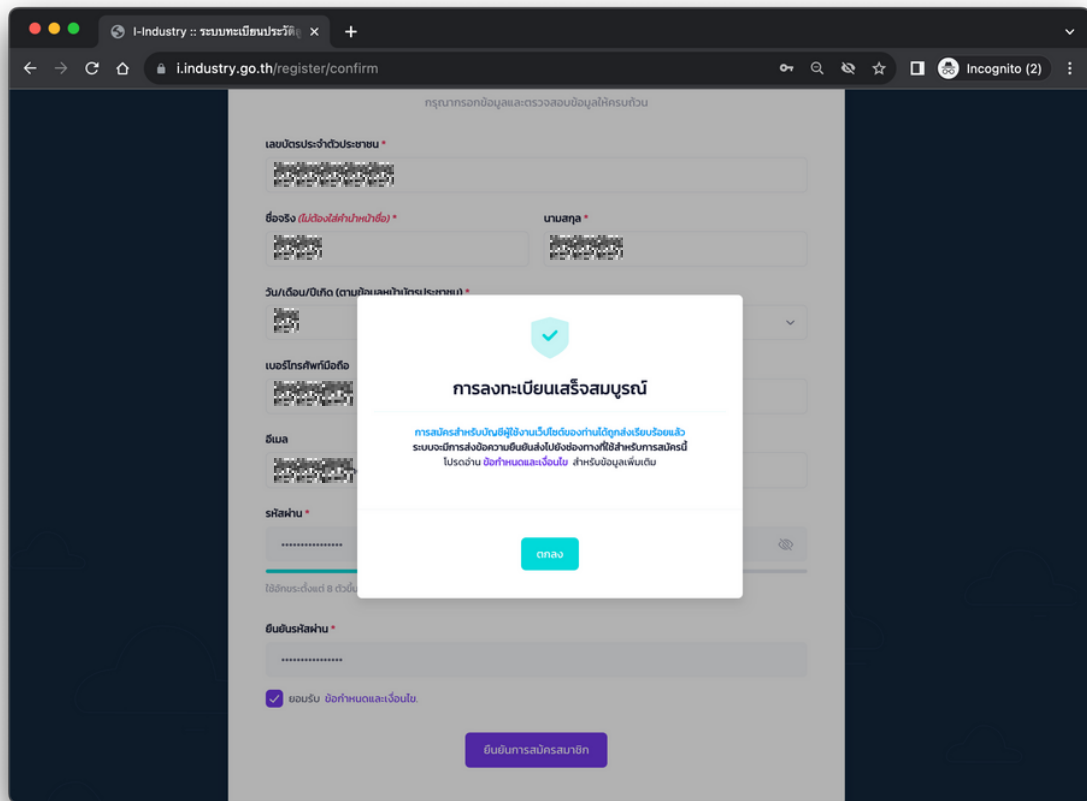 I-Industry :: ระบบทะเบียนประวัติ
i.industry.go.th/register/confirm
Incognito (2)
กรุณากรอกข้อมูลและตรวจสอบข้อมูลให้ครบถ้วน
เลขบัตรประจำตัวประชาชน *
ชื่อจริง (ไม่ต้องใส่คำนำหน้าชื่อ) *
นามสกุล *
วัน/เดือน/ปีเกิด (ตามข้อมูลหน้าบัตรประชาชน) *
เบอร์โทรศัพท์มือถือ
การลงทะเบียนเสร็จสมบูรณ์
การสมัครสำหรับบัญชีผู้ใช้งานเว็ปไซต์ของท่านได้ถูกส่งเรียบร้อยแล้ว
ระบบจะมีการส่งข้อความยืนยันส่งไปยังช่องทางที่ใช้สำหรับการสมัครนี้
โปรดอ่าน ข้อกำหนดและเงื่อนไข สำหรับข้อมูลเพิ่มเติม
ตกลง
อีเมล
รหัสผ่าน *
ใช้อักขระตั้งแต่ 8
ยืนยันรหัสผ่าน *
ยอมรับ ข้อกำหนดและเงื่อนไข.
ยืนยันการสมัครสมาชิก